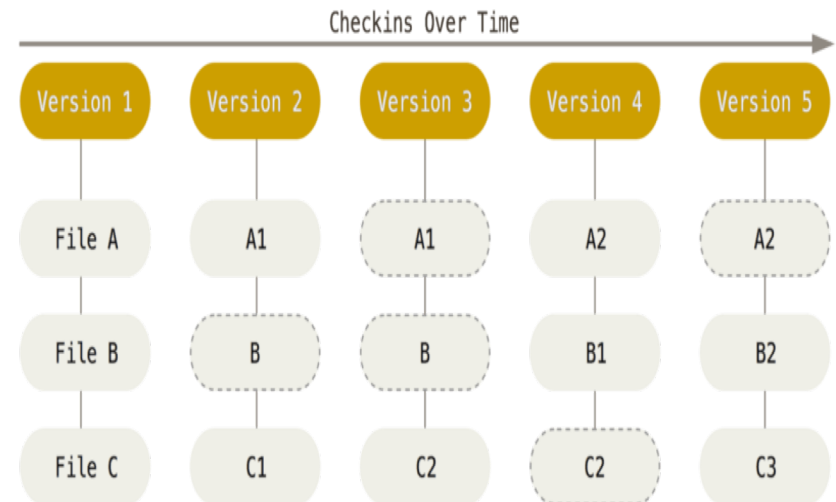 Checkins Over Time
Version 1 Version 2 Version 3 Version 4 Version 5
File A A1 A1 A2 A2
File B B B B1 B2
File C C1 C2 C2 C3